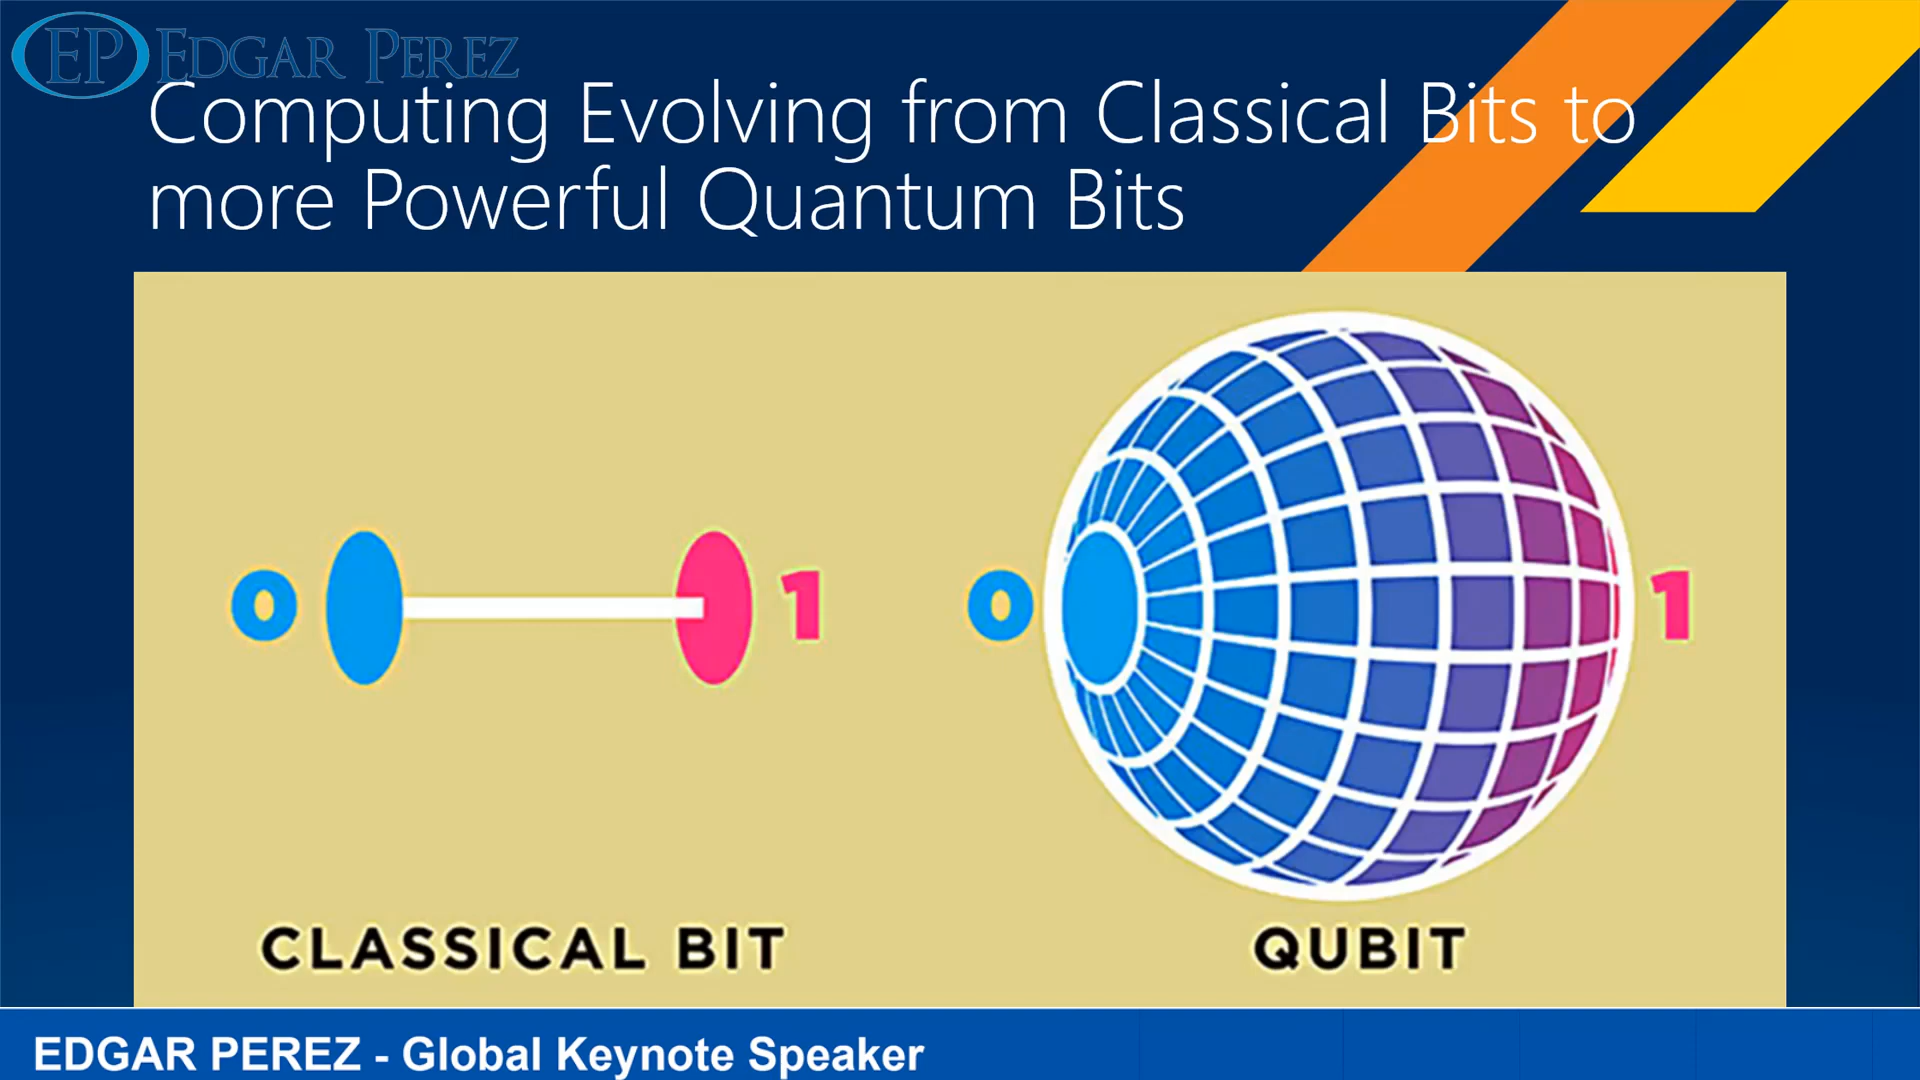 EP EDGAR PEREZ
Computing Evolving from Classical Bits to
more Powerful Quantum Bits
0 1 0 1
CLASSICAL BIT QUBIT
EDGAR PEREZ - Global Keynote Speaker